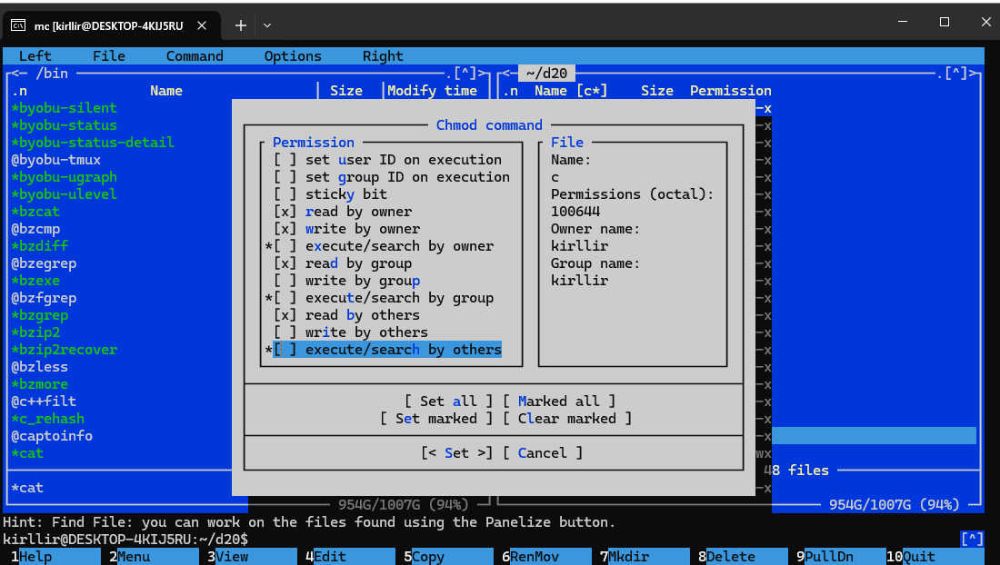 mc [kirllir@DESKTOP-4KIJ5RU
Left File Command Options Right
<─ /bin .[^]> <─ ~/d20 .[^]>
.n Name Size Modify time .n Name [c*] Size Permission
*byobu-silent -x
*byobu-status Chmod command -x
*byobu-status-detail Permission File -x
@byobu-tmux [ ] set user ID on execution Name: -x
*byobu-ugraph [ ] set group ID on execution c -x
*byobu-ulevel [ ] sticky bit Permissions (octal): -x
*bzcat [x] read by owner 100644 -x
@bzcmp [x] write by owner Owner name: -x
*bzdiff *[ ] execute/search by owner kirllir -x
@bzegrep [x] read by group Group name: -x
*bzexe [ ] write by group kirllir -x
@bzfgrep *[ ] execute/search by group -x
*bzgrep [x] read by others -x
*bzip2 [ ] write by others -x
*bzip2recover *[ ] execute/search by others -x
@bzless -x
*bzmore -x
@c++filt [ Set all ] [ Marked all ] -x
*c_rehash [ Set marked ] [ Clear marked ] -x
@captoinfo -x
*cat [< Set >] [ Cancel ] wx
48 files
*cat -x
954G/1007G (94%) 954G/1007G (94%)
Hint: Find File: you can work on the files found using the Panelize button.
kirllir@DESKTOP-4KIJ5RU:~/d20$ [^]
1Help 2Menu 3View 4Edit 5Copy 6RenMov 7Mkdir 8Delete 9PullDn 10Quit